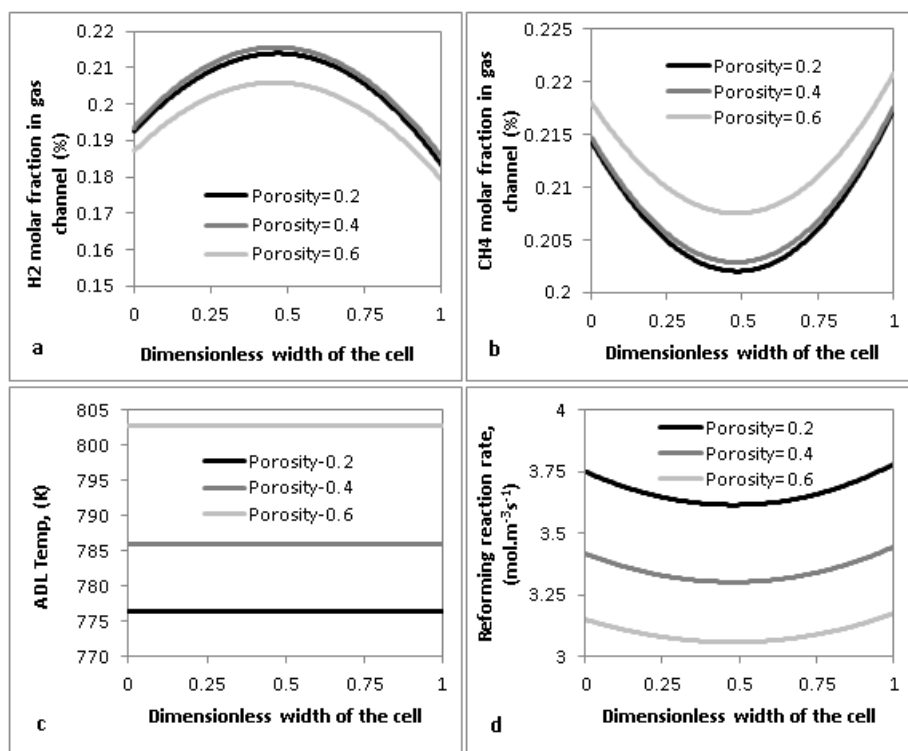 H2 molar fraction in gas
channel (%)
0.22
0.21
0.2
0.19
0.18
0.17
0.16
0.15
Porosity= 0.2
Porosity= 0.4
Porosity= 0.6
0 0.25 0.5 0.75 1
a Dimensionless width of the cell
CH4 molar fraction in gas
channel (%)
0.225
0.22
0.215
0.21
0.205
0.2
Porosity= 0.2
Porosity= 0.4
Porosity= 0.6
0 0.25 0.5 0.75 1
b Dimensionless width of the cell
ADL Temp, (K)
805
800
795
790
785
780
775
770
Porosity-0.2
Porosity-0.4
Porosity-0.6
0 0.25 0.5 0.75 1
c Dimensionless width of the cell
Reforming reaction rate,
(mol.m⁻³s⁻¹)
4
3.75
3.5
3.25
3
Porosity= 0.2
Porosity= 0.4
Porosity= 0.6
0 0.25 0.5 0.75 1
d Dimensionless width of the cell